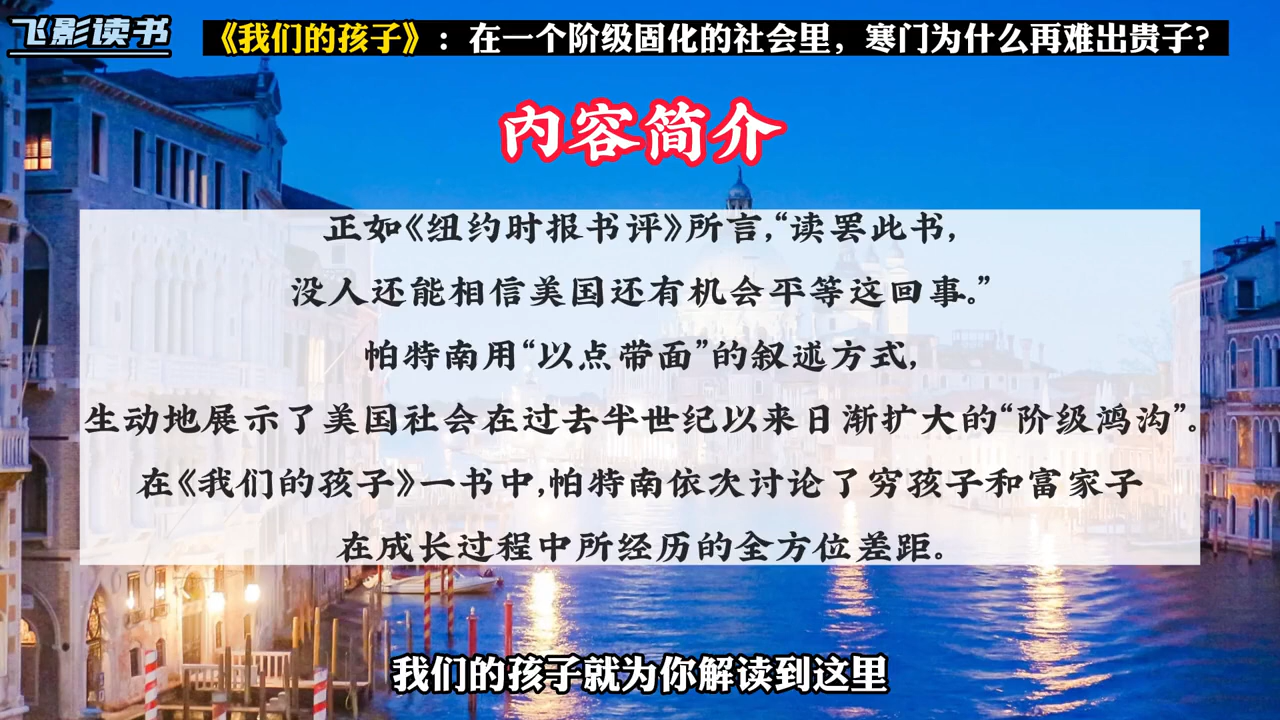 飞影读书
《我们的孩子》：在一个阶级固化的社会里，寒门为什么再难出贵子？
内容简介
正如《纽约时报书评》所言，“读罢此书，
没人还能相信美国还有机会平等这回事。”
帕特南用“以点带面”的叙述方式，
生动地展示了美国社会在过去半世纪以来日渐扩大的“阶级鸿沟”。
在《我们的孩子》一书中，帕特南依次讨论了穷孩子和富家子
在成长过程中所经历的全方位差距。
我们的孩子就为你解读到这里